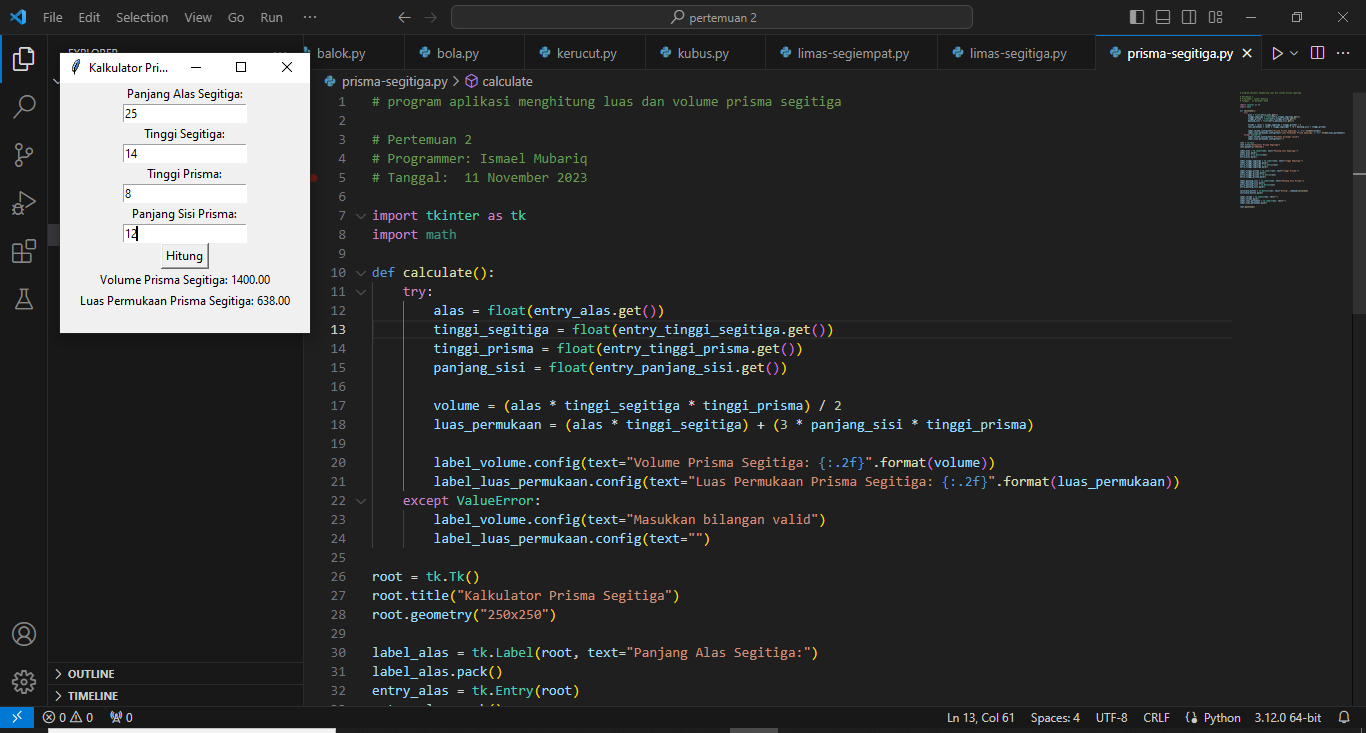 File Edit Selection View Go Run ··· pertemuan 2
EXPLORER
balok.py bola.py kerucut.py kubus.py limas-segiempat.py limas-segitiga.py prisma-segitiga.py
prisma-segitiga.py > calculate
Kalkulator Pri...
Panjang Alas Segitiga:
25
Tinggi Segitiga:
14
Tinggi Prisma:
8
Panjang Sisi Prisma:
12
Hitung
Volume Prisma Segitiga: 1400.00
Luas Permukaan Prisma Segitiga: 638.00
1 # program aplikasi menghitung luas dan volume prisma segitiga
2
3 # Pertemuan 2
4 # Programmer: Ismael Mubariq
5 # Tanggal:  11 November 2023
6
7 import tkinter as tk
8 import math
9
10 def calculate():
11     try:
12         alas = float(entry_alas.get())
13         tinggi_segitiga = float(entry_tinggi_segitiga.get())
14         tinggi_prisma = float(entry_tinggi_prisma.get())
15         panjang_sisi = float(entry_panjang_sisi.get())
16
17         volume = (alas * tinggi_segitiga * tinggi_prisma) / 2
18         luas_permukaan = (alas * tinggi_segitiga) + (3 * panjang_sisi * tinggi_prisma)
19
20         label_volume.config(text="Volume Prisma Segitiga: {:.2f}".format(volume))
21         label_luas_permukaan.config(text="Luas Permukaan Prisma Segitiga: {:.2f}".format(luas_permukaan))
22     except ValueError:
23         label_volume.config(text="Masukkan bilangan valid")
24         label_luas_permukaan.config(text="")
25
26 root = tk.Tk()
27 root.title("Kalkulator Prisma Segitiga")
28 root.geometry("250x250")
29
30 label_alas = tk.Label(root, text="Panjang Alas Segitiga:")
31 label_alas.pack()
32 entry_alas = tk.Entry(root)
OUTLINE
TIMELINE
0 0 0 Ln 13, Col 61 Spaces: 4 UTF-8 CRLF Python 3.12.0 64-bit